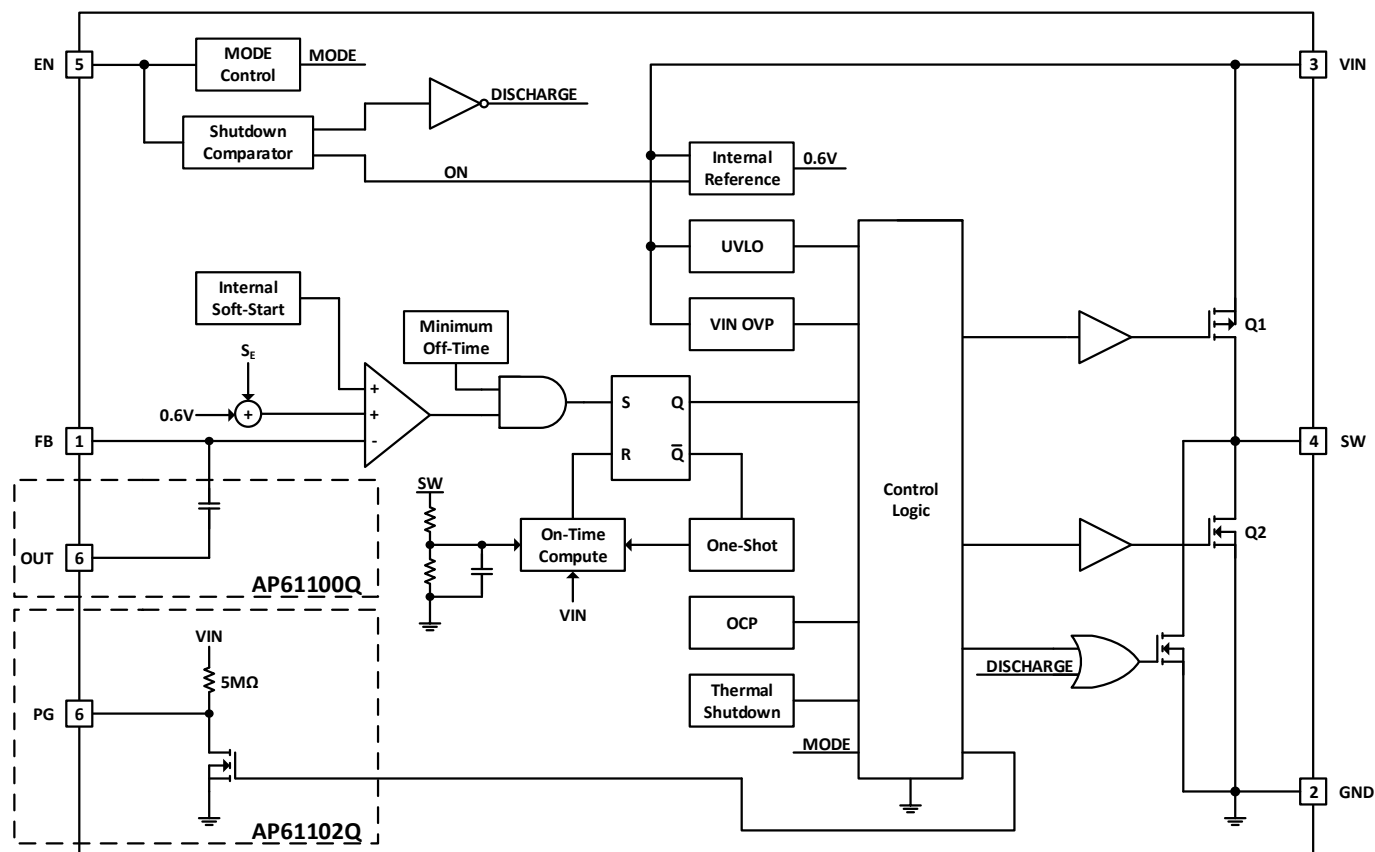 EN 5
MODE
Control
MODE
3 VIN
DISCHARGE
Shutdown
Comparator
ON
Internal
Reference
0.6V
UVLO
Internal
Soft-Start
VIN OVP
Minimum
Off-Time
Q1
SE
+
+
0.6V
+
S Q
FB 1
-
4 SW
R Q̅
SW
Control
Logic
On-Time
Compute
One-Shot
Q2
OUT 6
AP61100Q
VIN
VIN
OCP
5MΩ
DISCHARGE
PG 6
Thermal
Shutdown
MODE
2 GND
AP61102Q